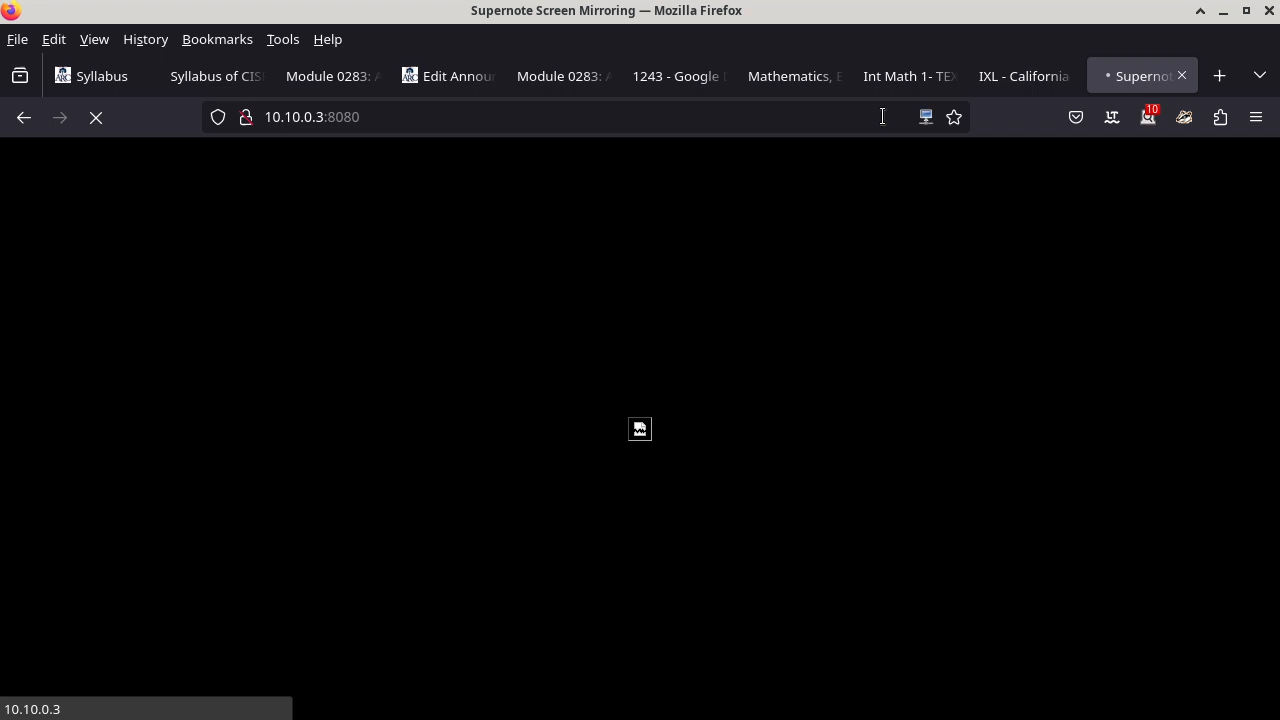 Supernote Screen Mirroring — Mozilla Firefox
File Edit View History Bookmarks Tools Help
Syllabus Syllabus of CIS Module 0283: Edit Annou Module 0283: 1243 - Google Mathematics, Int Math 1- TEX IXL - California Supernot
10.10.0.3:8080
10
10.10.0.3